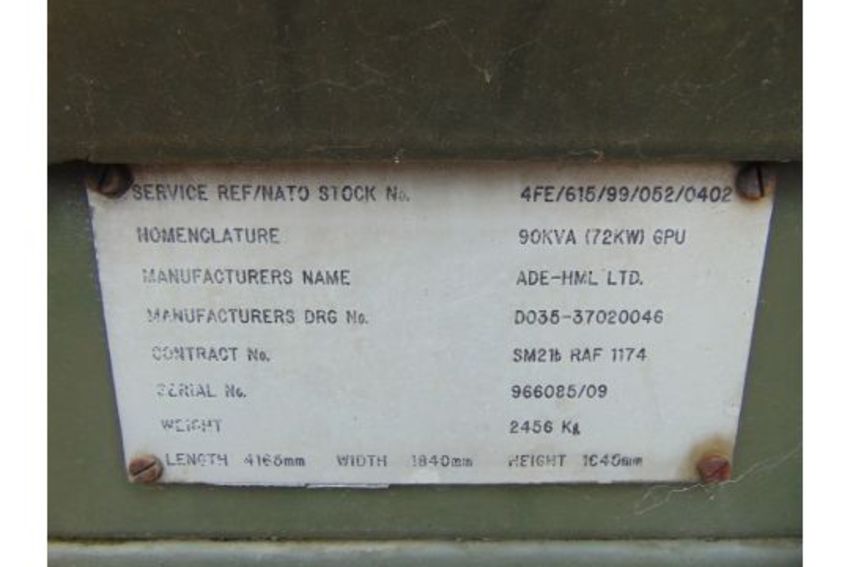 SERVICE REF/NATO STOCK No. 4FE/615/99/052/0402
NOMENCLATURE 90KVA (72KW) GPU
MANUFACTURERS NAME ADE-HML LTD.
MANUFACTURERS DRG No. D035-37020046
CONTRACT No. SM21b RAF 1174
SERIAL No. 966085/09
WEIGHT 2456 Kg
LENGTH 4165mm WIDTH 1840mm HEIGHT